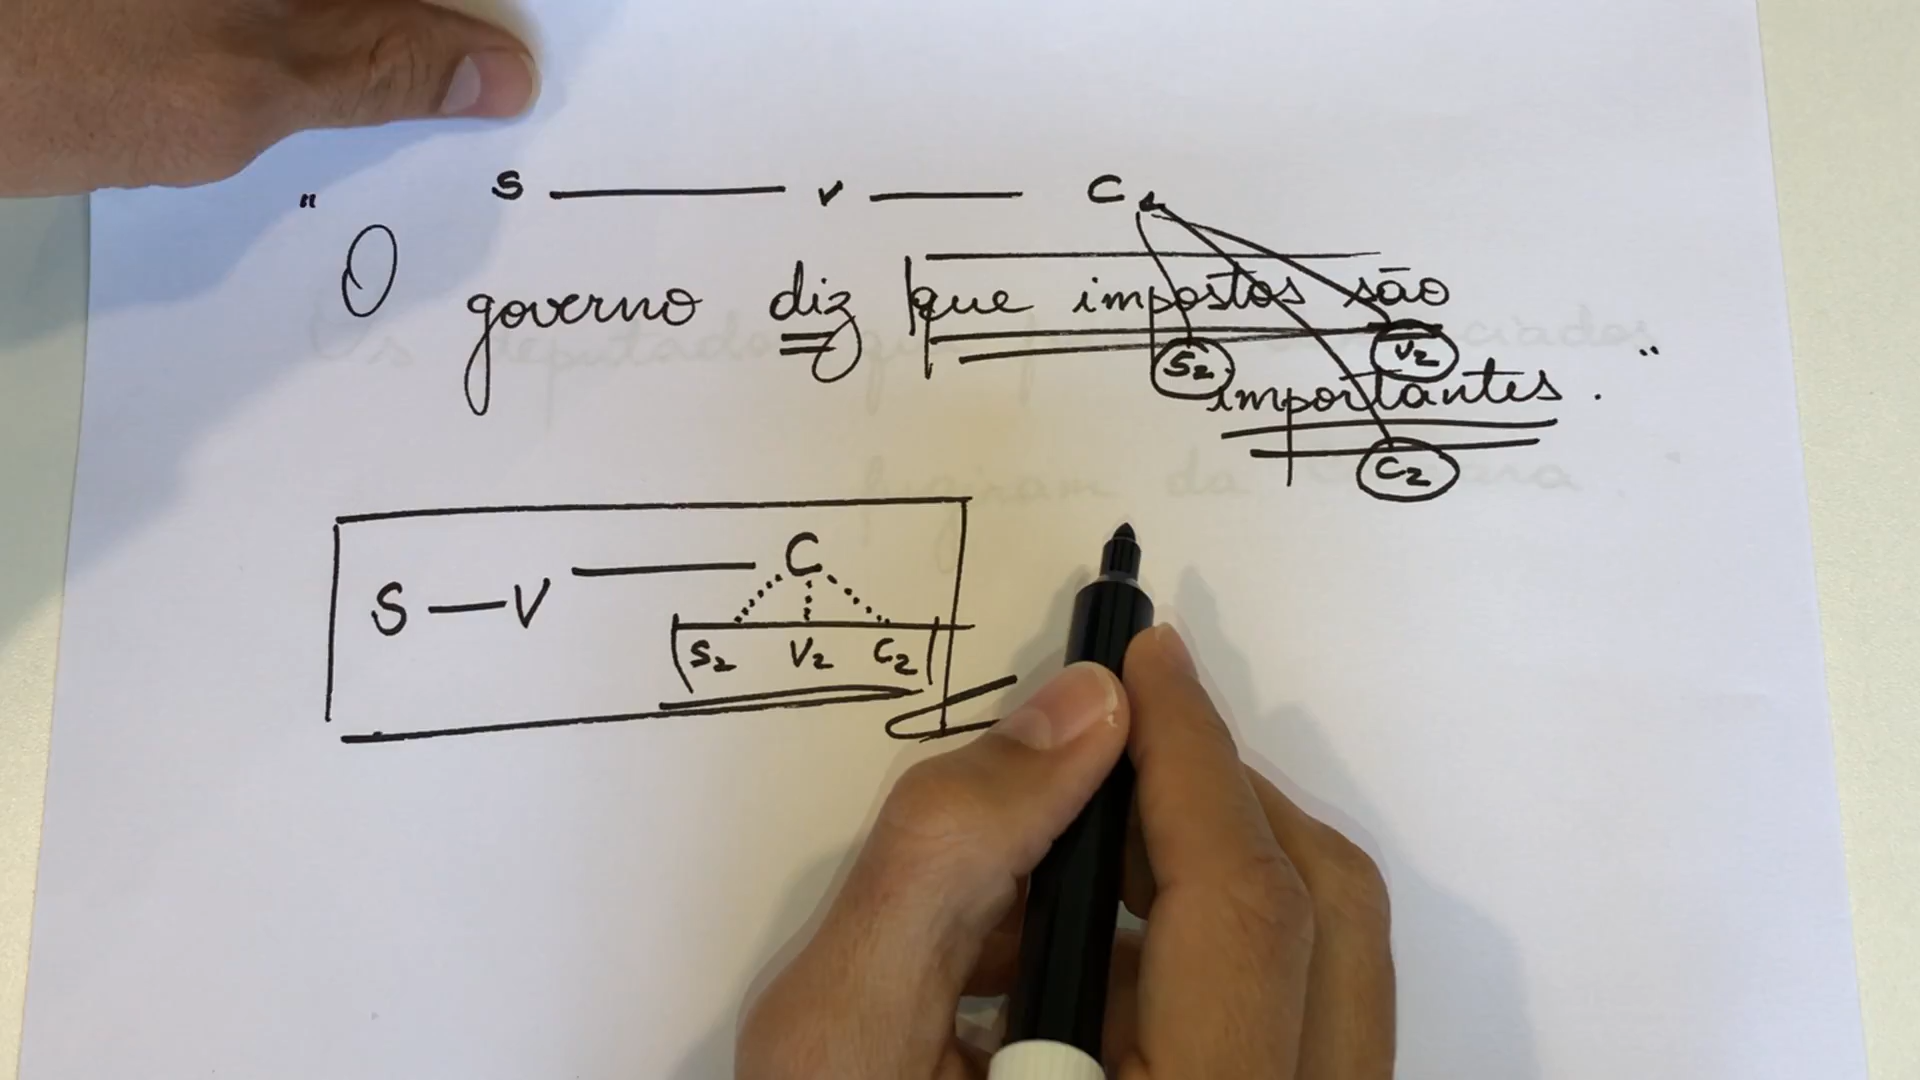 S V C
"O governo diz que impostos são
S2 V2
importantes."
C2
S — V — C
S2 V2 C2